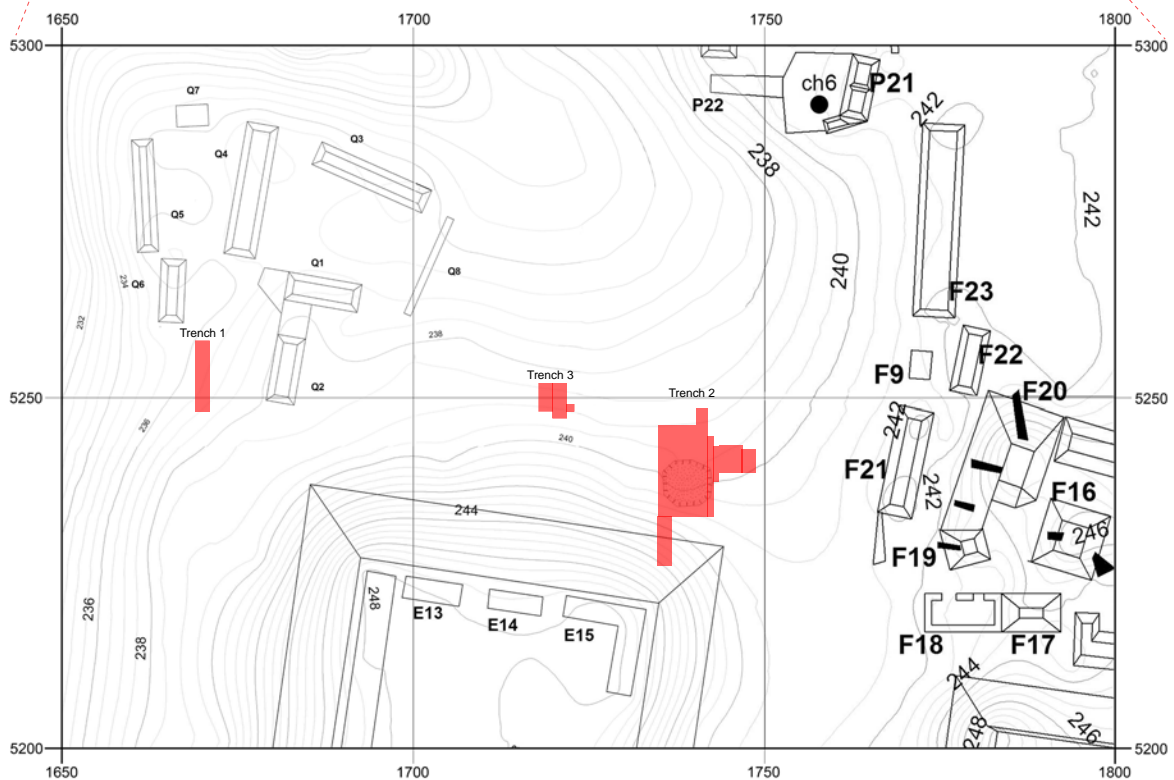 1650 1700 1750 1800
5300 5300
ch6 P21
P22
Q7
242
Q3
Q4
238
242
Q5
240
Q8
Q1
Q6 234
F23
232
Trench 1
238
F22
F9
Trench 3
F20
Q2
Trench 2
5250 5250
242
236
240
F21
242
F16
244
246
F19
248
236
E13
E14
E15
238
F18 F17
244
248
246
5200 5200
1650 1700 1750 1800